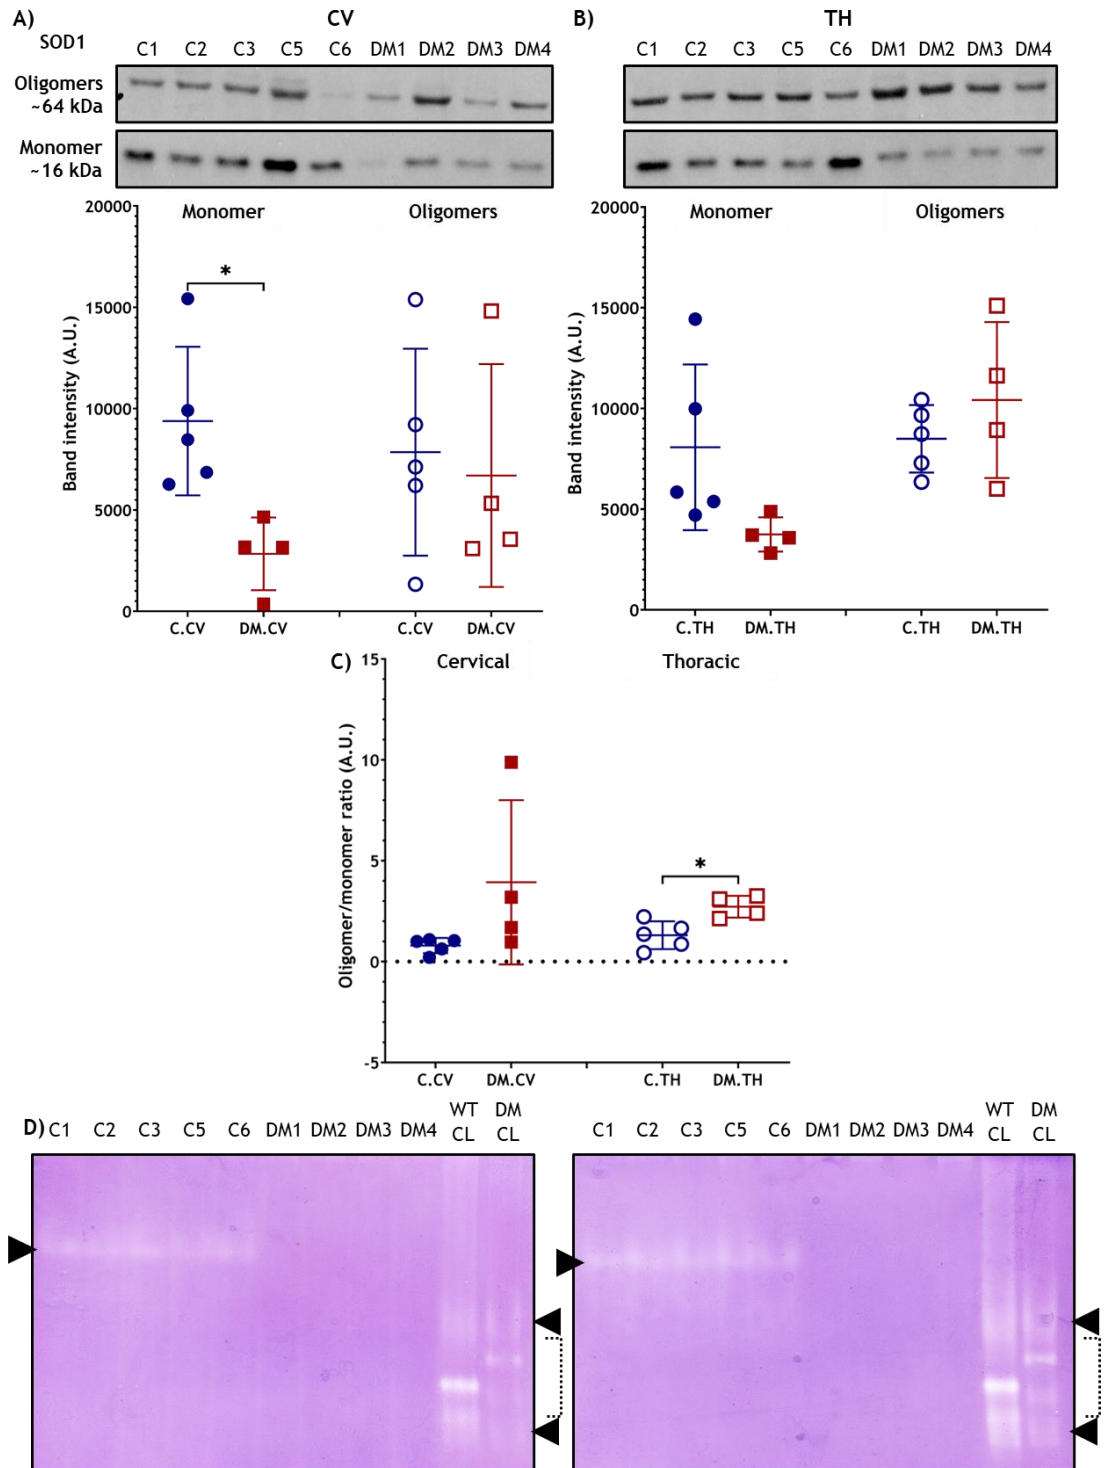 A) CV
SOD1 C1 C2 C3 C5 C6 DM1 DM2 DM3 DM4
Oligomers
~64 kDa
Monomer
~16 kDa
B) TH
C1 C2 C3 C5 C6 DM1 DM2 DM3 DM4
20000
15000
10000
5000
0
Band intensity (A.U.)
Monomer Oligomers
*
C.CV DM.CV C.CV DM.CV
20000
15000
10000
5000
0
Band intensity (A.U.)
Monomer Oligomers
C.TH DM.TH C.TH DM.TH
C) 15
10
5
0
-5
Oligomer/monomer ratio (A.U.)
Cervical Thoracic
*
C.CV DM.CV C.TH DM.TH
D) C1 C2 C3 C5 C6 DM1 DM2 DM3 DM4 WT CL DM CL
C1 C2 C3 C5 C6 DM1 DM2 DM3 DM4 WT CL DM CL